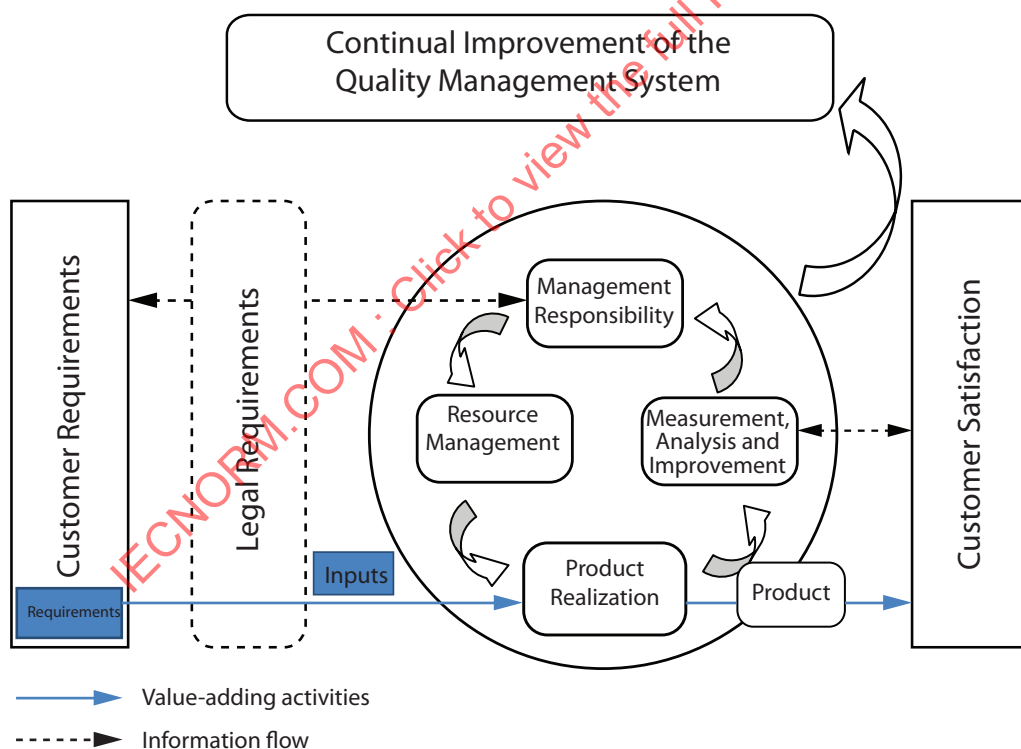 Continual Improvement of the
Quality Management System
Customer Requirements
Legal Requirements
Management
Responsibility
Resource
Management
Measurement,
Analysis and
Improvement
Customer Satisfaction
Requirements
Inputs
Product
Realization
Product
Value-adding activities
Information flow
IECNORM.COM : Click to view the full